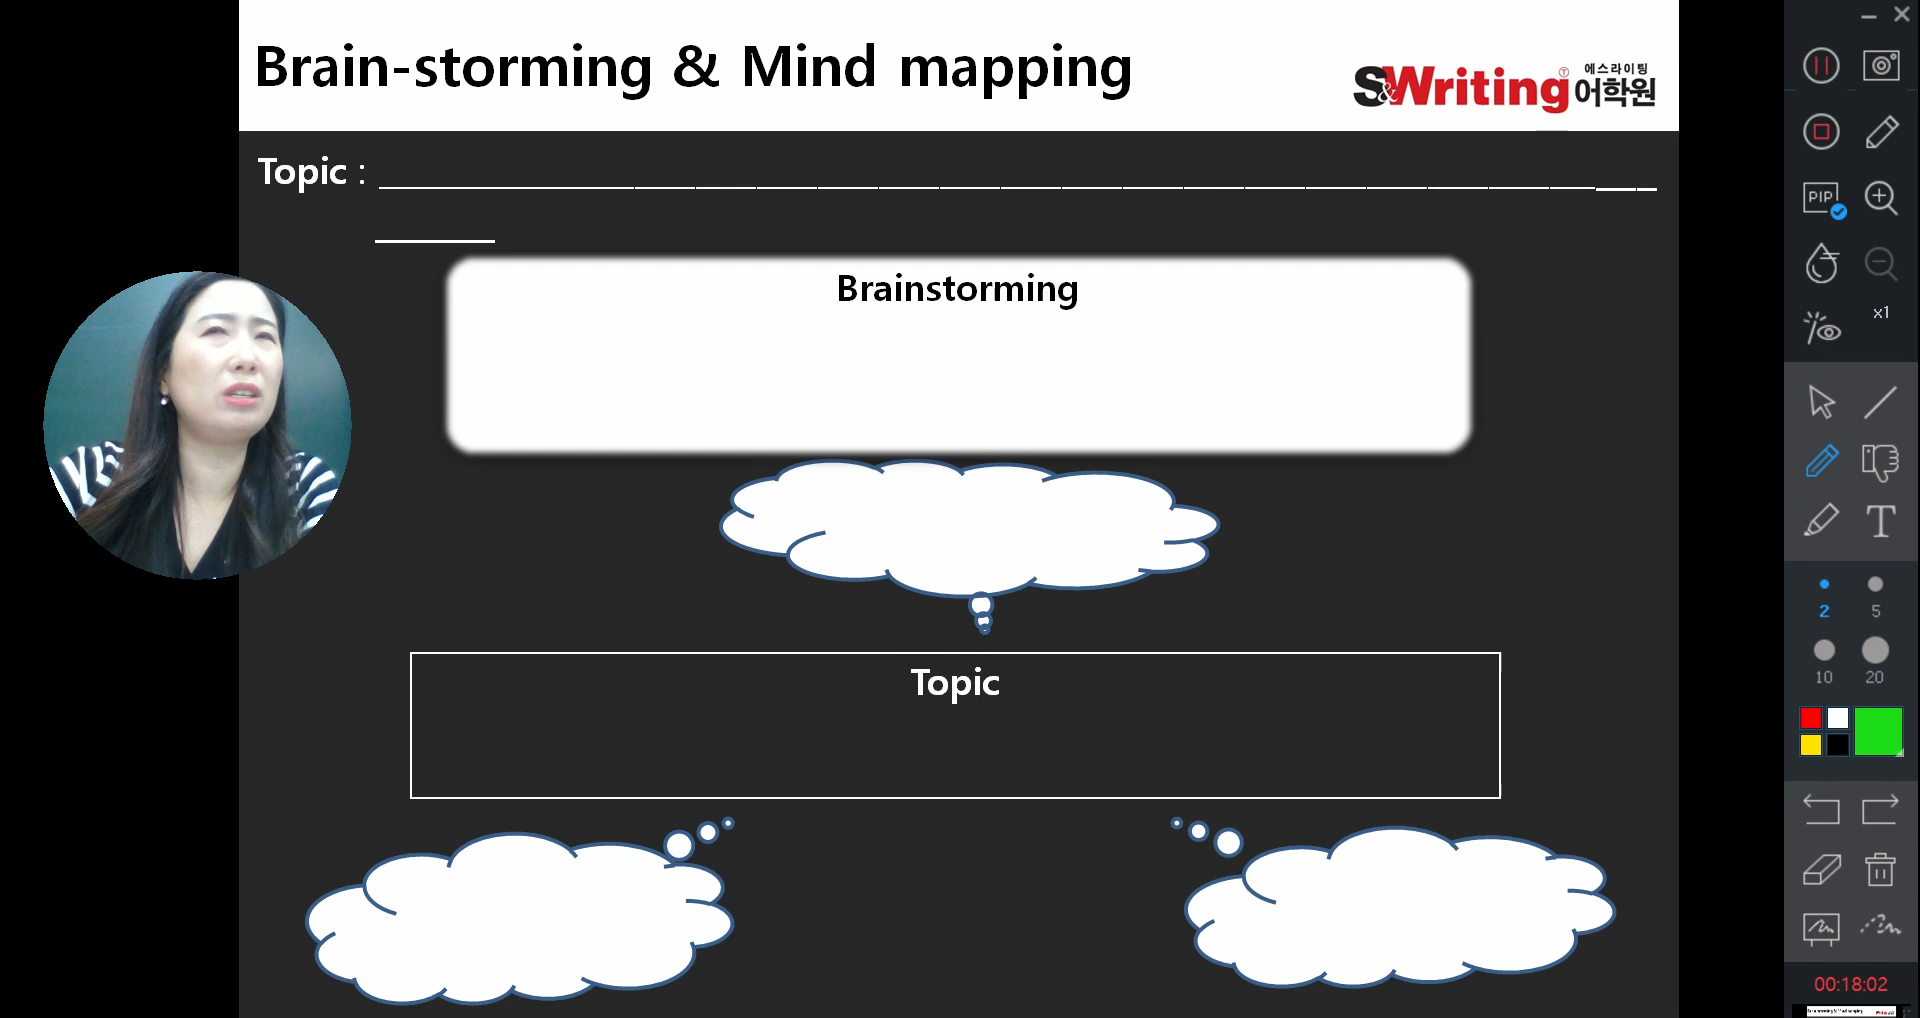 Brain-storming & Mind mapping
S&Writing 에스라이팅 어학원
Topic :
Brainstorming
Topic
PIP
x1
T
2 5
10 20
00:18:02